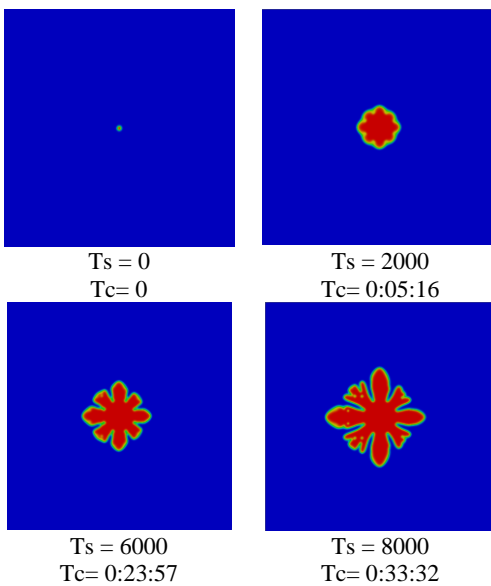 Ts = 0
Tc= 0
Ts = 2000
Tc= 0:05:16
Ts = 6000
Tc= 0:23:57
Ts = 8000
Tc= 0:33:32